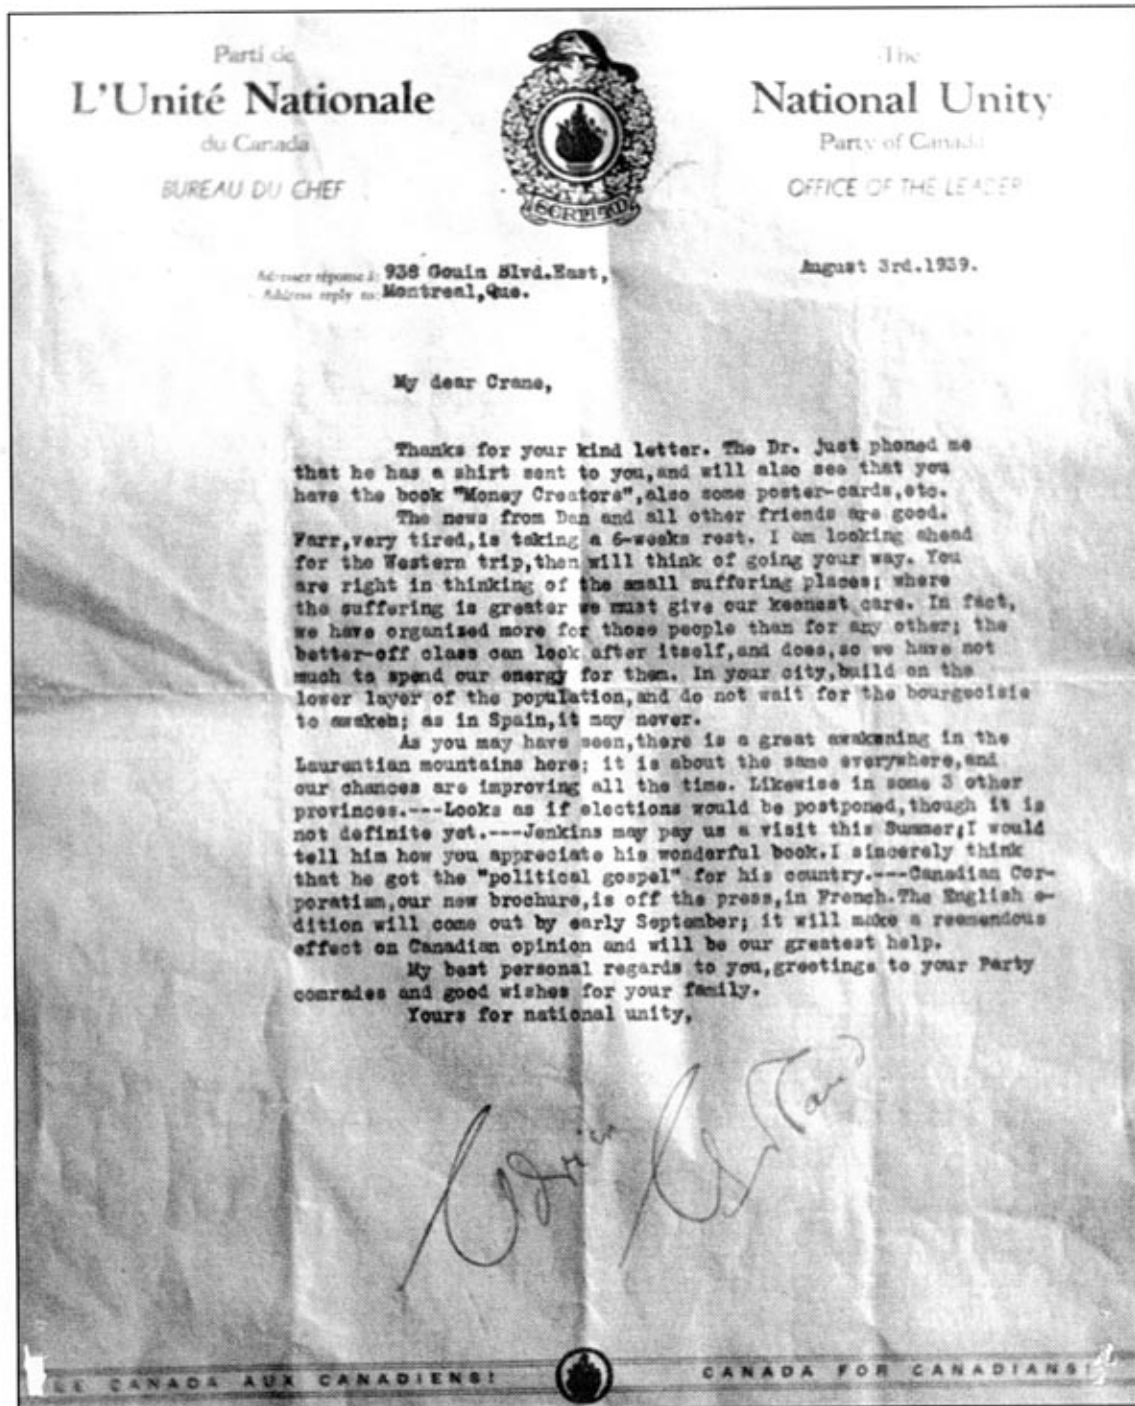 Parti de
L'Unité Nationale
du Canada
BUREAU DU CHEF
The
National Unity
Party of Canada
OFFICE OF THE LEADER
SERVITO
Adresser réponse à: 938 Gouin Blvd.East,
Address reply to: Montreal,Que.
August 3rd.1939.
My dear Crane,
Thanks for your kind letter. The Dr. just phoned me
that he has a shirt sent to you,and will also see that you
have the book "Money Creators",also some poster-cards,etc.
The news from Dan and all other friends are good.
Farr,very tired,is taking a 6-weeks rest. I am looking ahead
for the Western trip,then will think of going your way. You
are right in thinking of the small suffering places; where
the suffering is greater we must give our keenest care. In fact,
we have organized more for those people than for any other; the
better-off class can look after itself,and does,so we have not
much to spend our energy for them. In your city,build on the
lower layer of the population,and do not wait for the bourgeoisie
to awaken; as in Spain,it may never.
As you may have seen,there is a great awakening in the
Laurentian mountains here; it is about the same everywhere,and
our chances are improving all the time. Likewise in some 3 other
provinces.---Looks as if elections would be postponed,though it is
not definite yet.---Jenkins may pay us a visit this Summer;I would
tell him how you appreciate his wonderful book.I sincerely think
that he got the "political gospel" for his country.---Canadian Cor-
poratism,our new brochure,is off the press,in French.The English e-
dition will come out by early September; it will make a reemendous
effect on Canadian opinion and will be our greatest help.
My best personal regards to you,greetings to your Party
comrades and good wishes for your family.
Yours for national unity,
Adrien Arcand
LE CANADA AUX CANADIENS!
CANADA FOR CANADIANS!